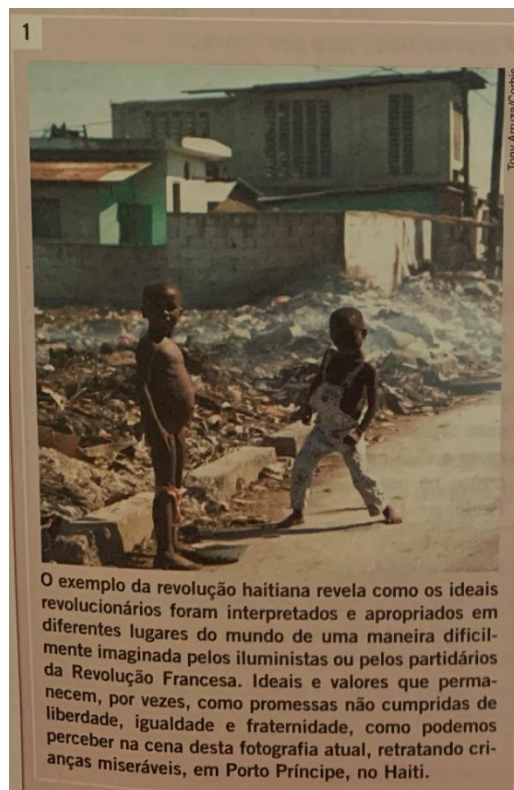 1
Tony Arruza/Corbis
O exemplo da revolução haitiana revela como os ideais
revolucionários foram interpretados e apropriados em
diferentes lugares do mundo de uma maneira dificil-
mente imaginada pelos iluministas ou pelos partidários
da Revolução Francesa. Ideais e valores que perma-
necem, por vezes, como promessas não cumpridas de
liberdade, igualdade e fraternidade, como podemos
perceber na cena desta fotografia atual, retratando cri-
anças miseráveis, em Porto Príncipe, no Haiti.